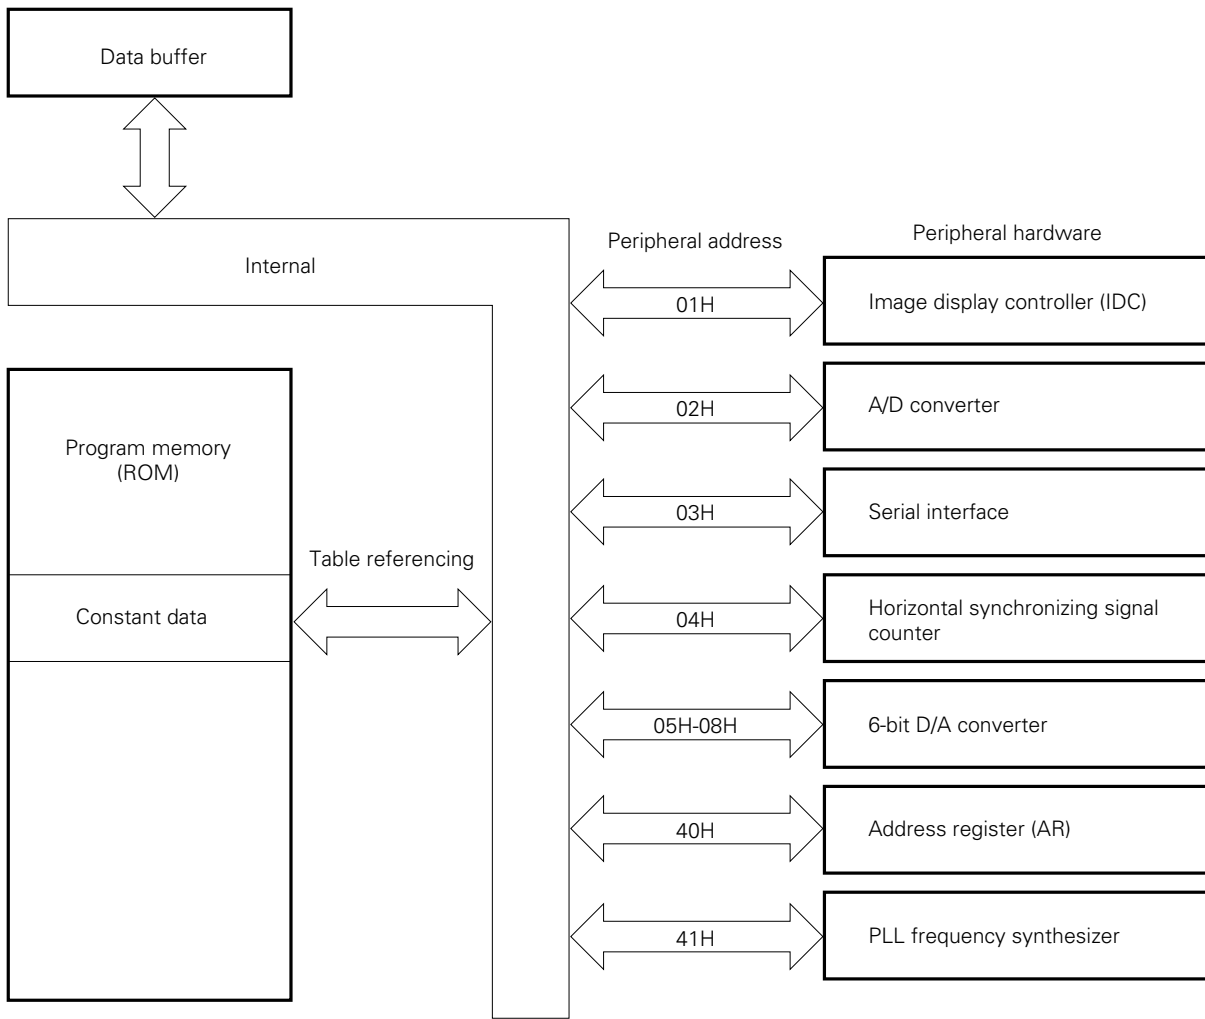 Data buffer
Internal
Peripheral address
Peripheral hardware
01H
Image display controller (IDC)
02H
A/D converter
Program memory
(ROM)
03H
Serial interface
Table referencing
Constant data
04H
Horizontal synchronizing signal
counter
05H-08H
6-bit D/A converter
40H
Address register (AR)
41H
PLL frequency synthesizer